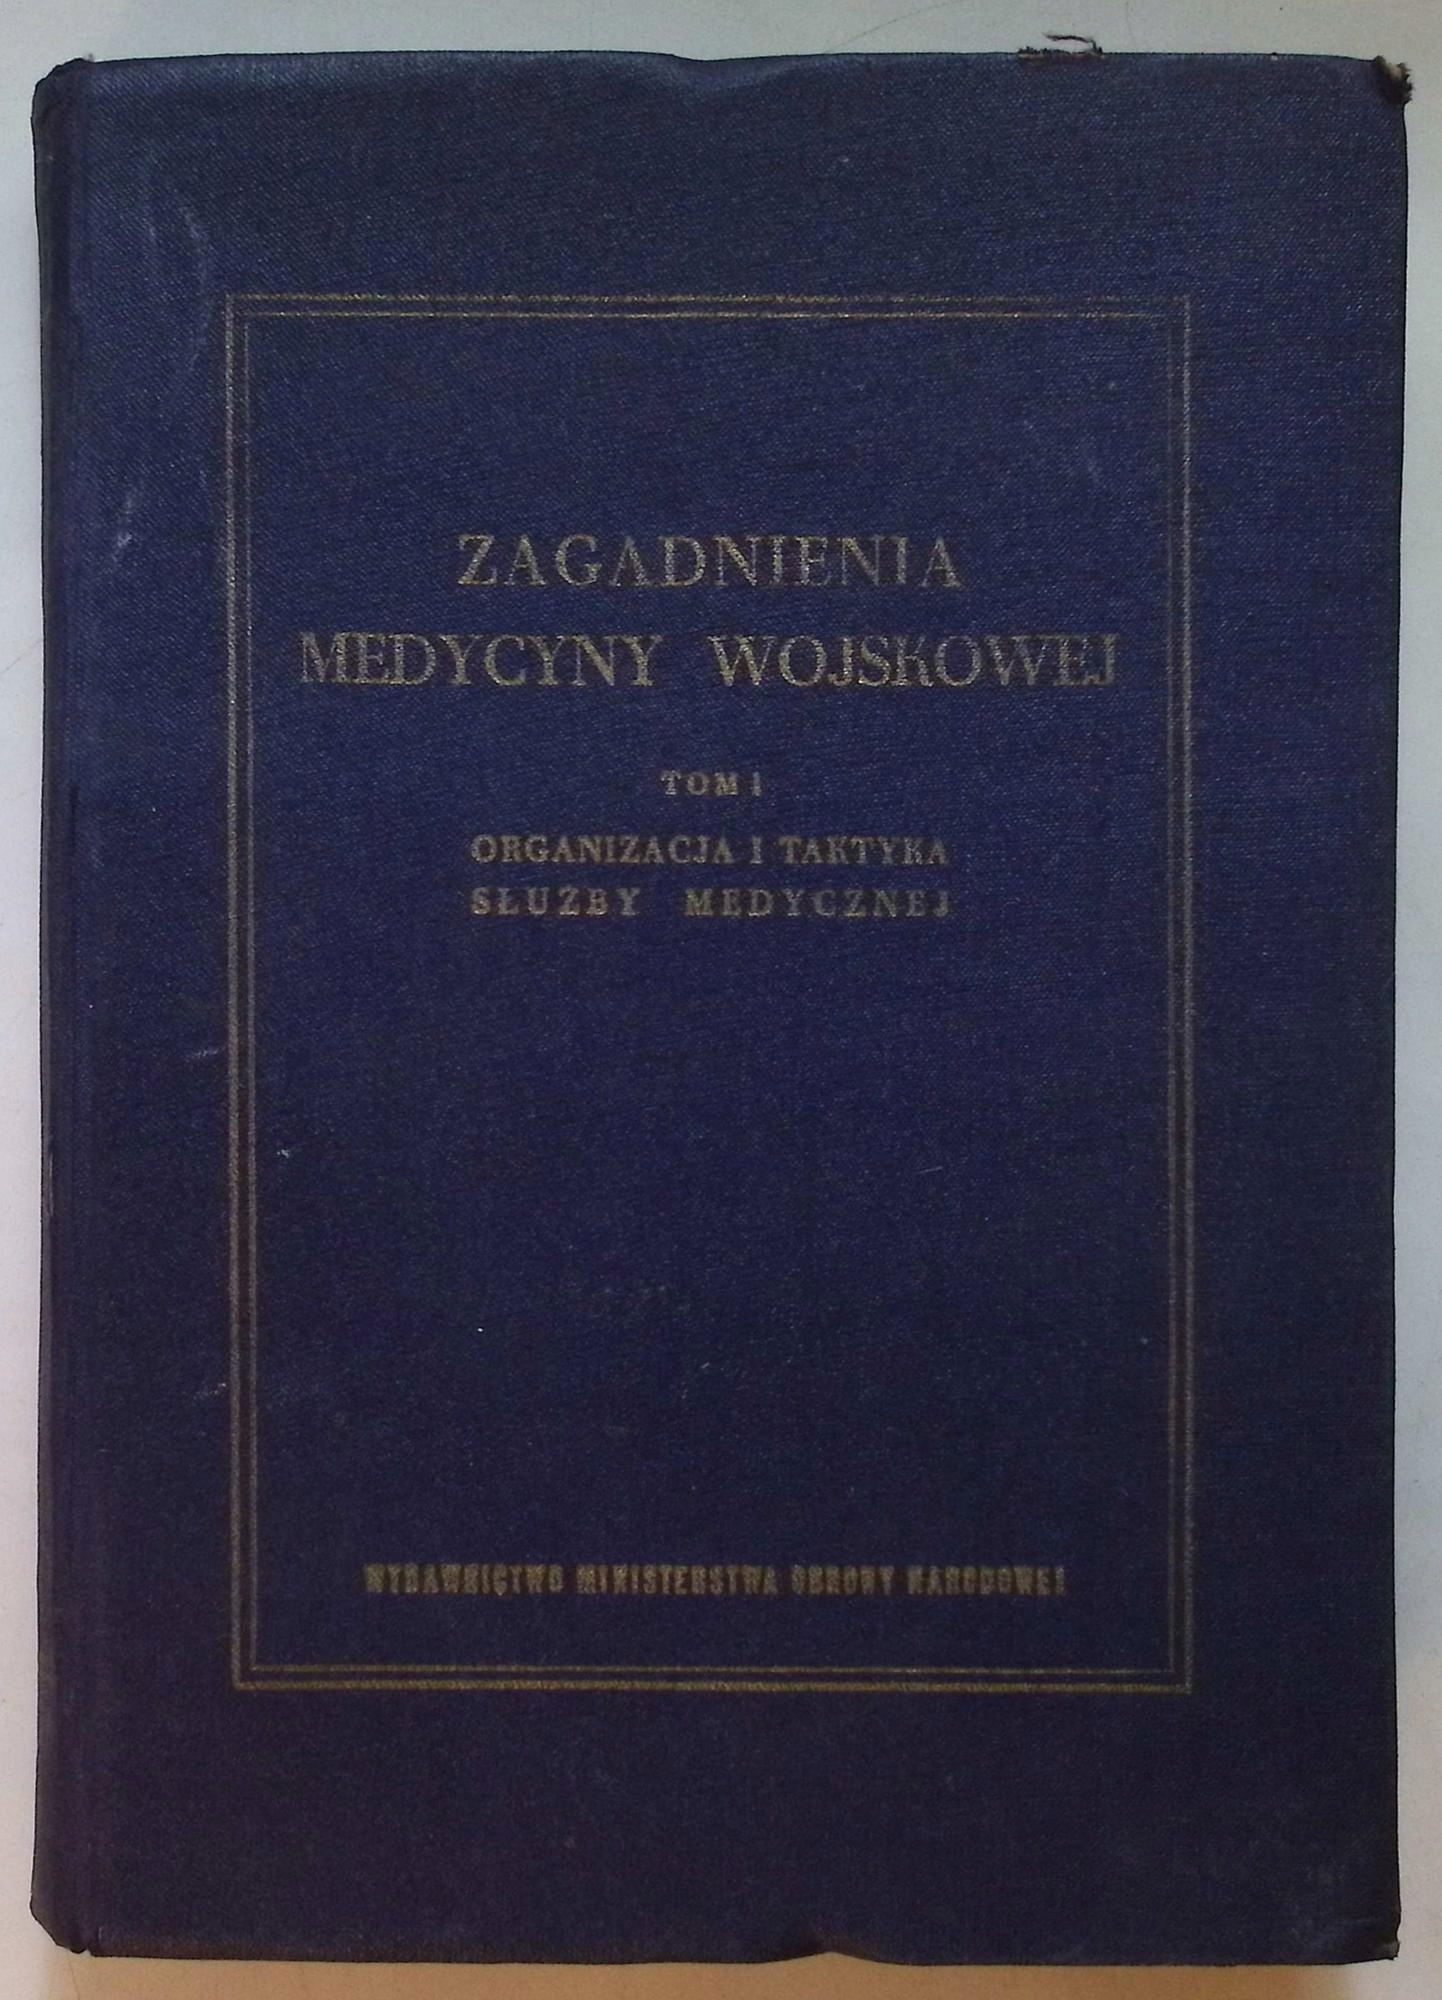 ZAGADNIENIA
MEDYCYNY WOJSKOWEJ
TOM I
ORGANIZACJA I TAKTYKA
SŁUŻBY MEDYCZNEJ
WYDAWNICTWO MINISTERSTWA OBRONY NARODOWEJ